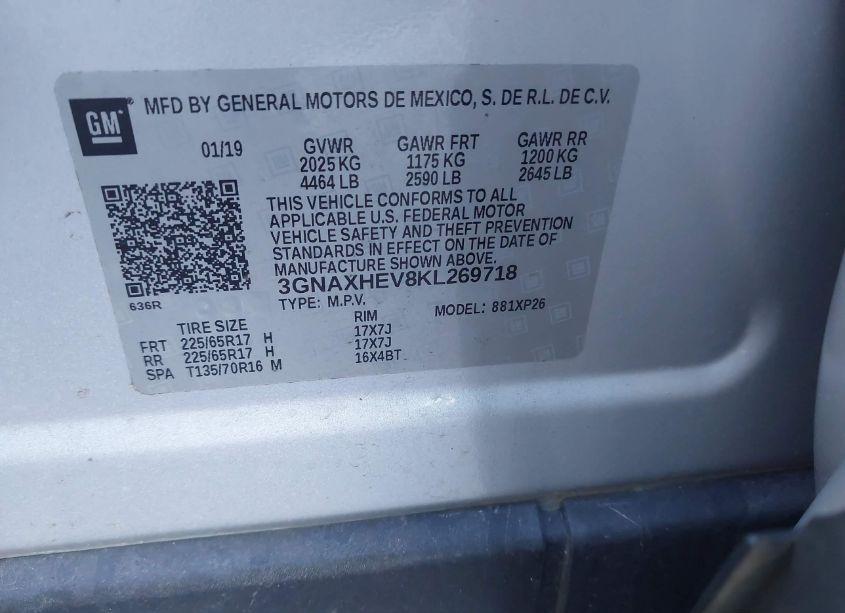 GM
MFD BY GENERAL MOTORS DE MEXICO, S. DE R.L. DE C.V.
01/19 GVWR GAWR FRT GAWR RR
2025 KG 1175 KG 1200 KG
4464 LB 2590 LB 2645 LB
THIS VEHICLE CONFORMS TO ALL
APPLICABLE U.S. FEDERAL MOTOR
VEHICLE SAFETY AND THEFT PREVENTION
STANDARDS IN EFFECT ON THE DATE OF
MANUFACTURE SHOWN ABOVE.
3GNAXHEV8KL269718
636R
TYPE: M.P.V. MODEL: 881XP26
TIRE SIZE RIM
FRT 225/65R17 H 17X7J
RR 225/65R17 H 17X7J
SPA T135/70R16 M 16X4BT